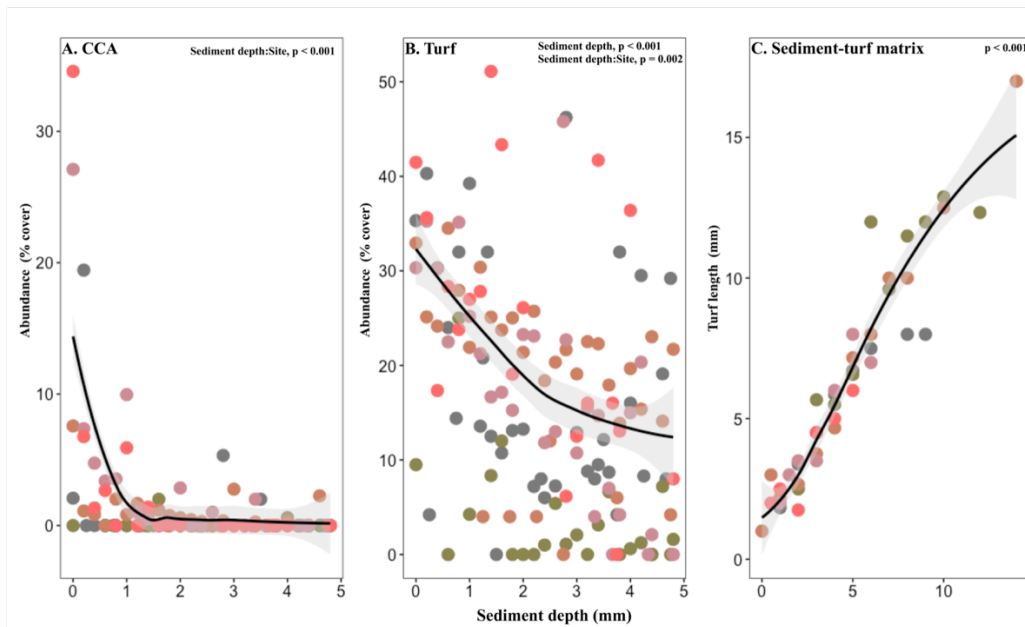 A. CCA
Sediment depth:Site, p < 0.001
Abundance (% cover)
30
20
10
0
0 1 2 3 4 5
B. Turf
Sediment depth, p < 0.001
Sediment depth:Site, p = 0.002
Abundance (% cover)
50
40
30
20
10
0
0 1 2 3 4 5
C. Sediment-turf matrix
p < 0.001
Turf length (mm)
15
10
5
0
0 5 10
Sediment depth (mm)